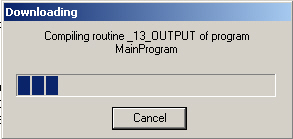 Downloading
Compiling routine _13_OUTPUT of program
MainProgram
Cancel